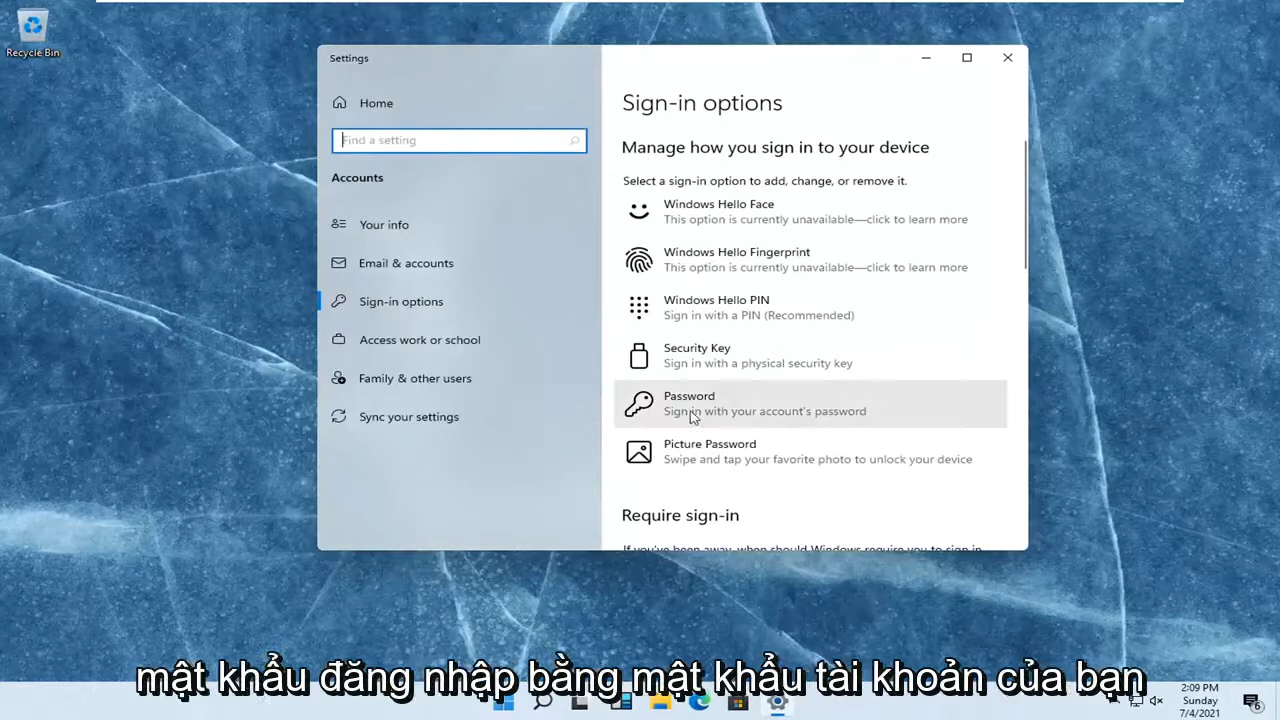 Recycle Bin
Settings
Home
Find a setting
Accounts
Your info
Email & accounts
Sign-in options
Access work or school
Family & other users
Sync your settings
Sign-in options
Manage how you sign in to your device
Select a sign-in option to add, change, or remove it.
Windows Hello Face
This option is currently unavailable—click to learn more
Windows Hello Fingerprint
This option is currently unavailable—click to learn more
Windows Hello PIN
Sign in with a PIN (Recommended)
Security Key
Sign in with a physical security key
Password
Sign in with your account's password
Picture Password
Swipe and tap your favorite photo to unlock your device
Require sign-in
If you've been away, when should Windows require you to sign in
mật khẩu đăng nhập bằng mật khẩu tài khoản của bạn
2:09 PM
Sunday
7/4/2021
6